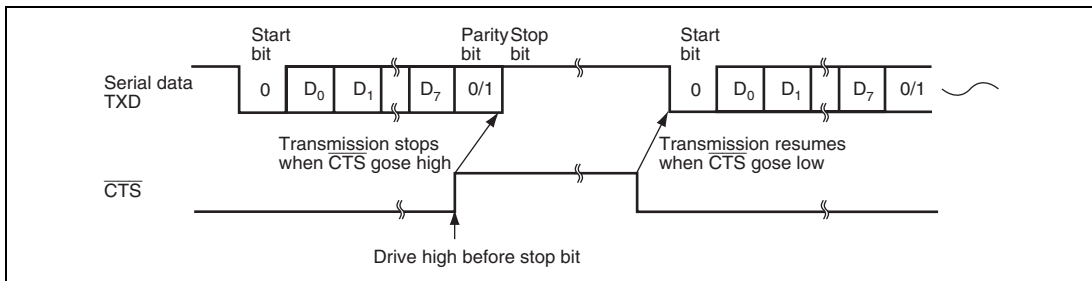 Start
bit
Parity
bit
Stop
bit
Start
bit
Serial data
TXD
0
D0
D1
D7
0/1
0
D0
D1
D7
0/1
Transmission stops
when CTS gose high
Transmission resumes
when CTS gose low
CTS
Drive high before stop bit